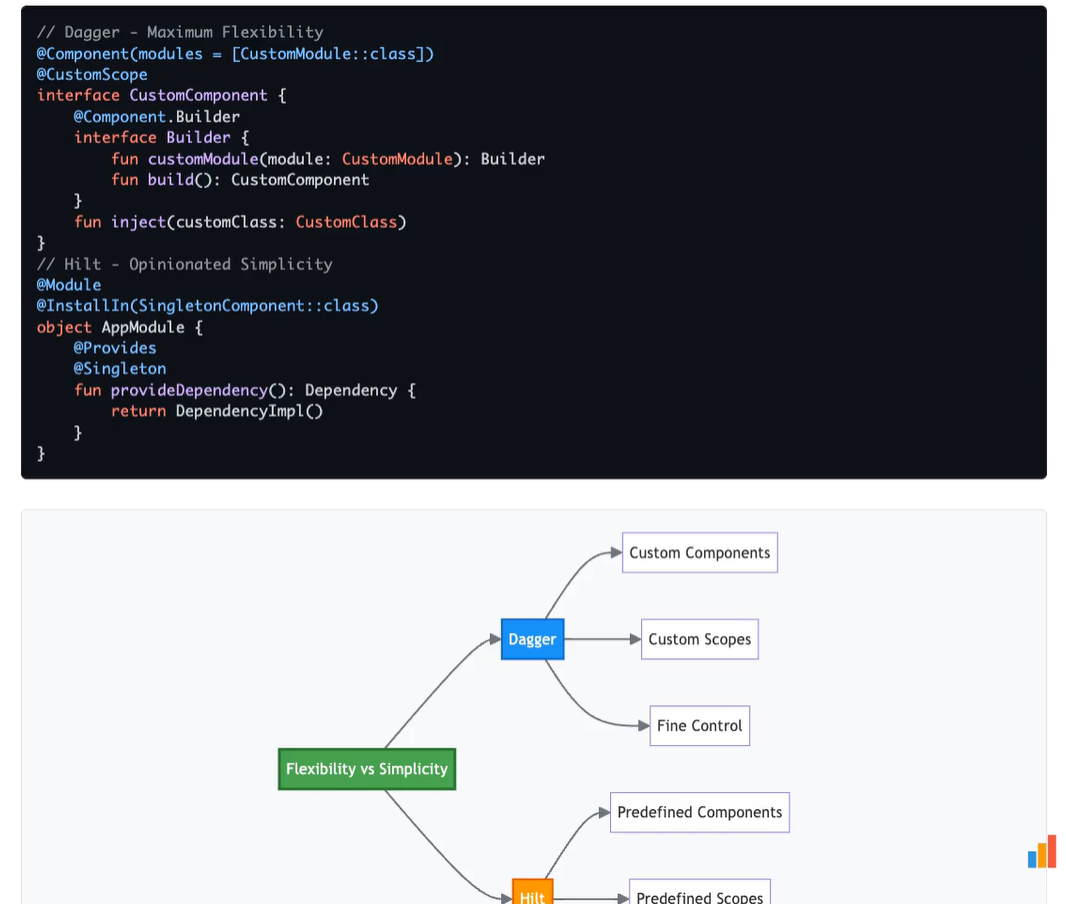 // Dagger - Maximum Flexibility
@Component(modules = [CustomModule::class])
@CustomScope
interface CustomComponent {
    @Component.Builder
    interface Builder {
        fun customModule(module: CustomModule): Builder
        fun build(): CustomComponent
    }
    fun inject(customClass: CustomClass)
}
// Hilt - Opinionated Simplicity
@Module
@InstallIn(SingletonComponent::class)
object AppModule {
    @Provides
    @Singleton
    fun provideDependency(): Dependency {
        return DependencyImpl()
    }
}
Custom Components
Dagger
Custom Scopes
Fine Control
Flexibility vs Simplicity
Predefined Components
Hilt
Predefined Scopes